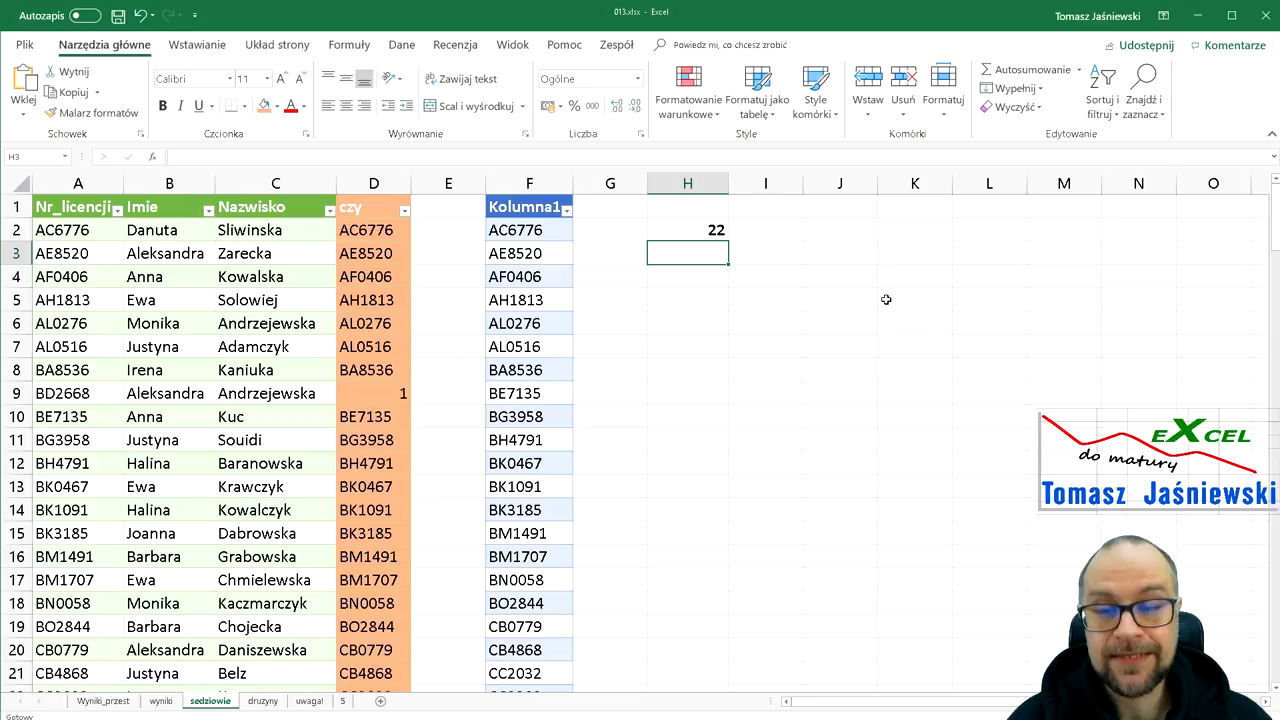 Autozapis
013.xlsx - Excel
Tomasz Jaśniewski
Plik Narzędzia główne Wstawianie Układ strony Formuły Dane Recenzja Widok Pomoc Zespół Powiedz mi, co chcesz zrobić Udostępnij Komentarze
Wklej Wytnij Kopiuj Malarz formatów Schowek
Calibri 11 B I U Czcionka
Zawijaj tekst Scal i wyśrodkuj Wyrównanie
Ogólne % 000 Liczba
Formatowanie warunkowe Formatuj jako tabelę Style komórki Style
Wstaw Usuń Formatuj Komórki
Autosumowanie Wypełnij Wyczyść Sortuj i filtruj Znajdź i zaznacz Edytowanie
H3 fx
A B C D E F G H I J K L M N O
1 Nr_licencji Imie Nazwisko czy Kolumna1
2 AC6776 Danuta Sliwinska AC6776 AC6776 22
3 AE8520 Aleksandra Zarecka AE8520 AE8520
4 AF0406 Anna Kowalska AF0406 AF0406
5 AH1813 Ewa Solowiej AH1813 AH1813
6 AL0276 Monika Andrzejewska AL0276 AL0276
7 AL0516 Justyna Adamczyk AL0516 AL0516
8 BA8536 Irena Kaniuka BA8536 BA8536
9 BD2668 Aleksandra Andrzejewska 1 BE7135
10 BE7135 Anna Kuc BE7135 BG3958
11 BG3958 Justyna Souidi BG3958 BH4791
12 BH4791 Halina Baranowska BH4791 BK0467
13 BK0467 Ewa Krawczyk BK0467 BK1091
14 BK1091 Halina Kowalczyk BK1091 BK3185
15 BK3185 Joanna Dabrowska BK3185 BM1491
16 BM1491 Barbara Grabowska BM1491 BM1707
17 BM1707 Ewa Chmielewska BM1707 BN0058
18 BN0058 Monika Kaczmarczyk BN0058 BO2844
19 BO2844 Barbara Chojecka BO2844 CB0779
20 CB0779 Aleksandra Daniszewska CB0779 CB4868
21 CB4868 Justyna Belz CB4868 CC2032
EXCEL
do matury
Tomasz Jaśniewski
Wyniki_przest wyniki sedziowie druzyny uwaga! 5
Gotowy